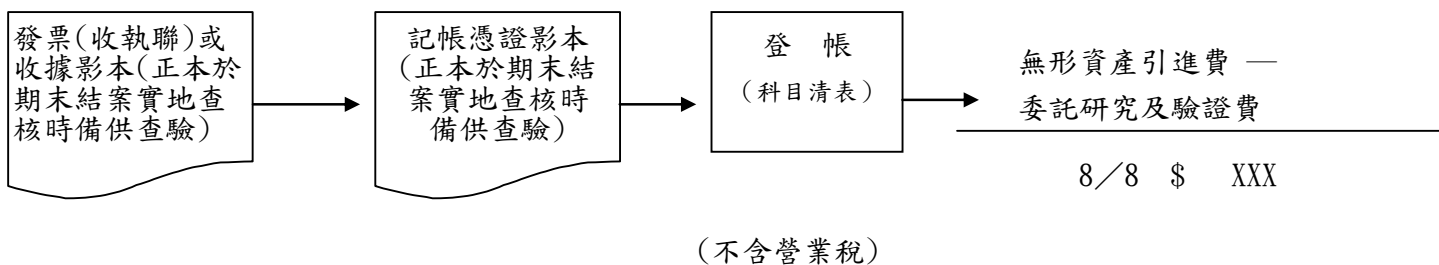 發票(收執聯)或
收據影本(正本於
期末結案實地查
核時備供查驗)
記帳憑證影本
(正本於期末結
案實地查核時
備供查驗)
登 帳
(科目清表)
無形資產引進費 —
委託研究及驗證費
8／8 $ XXX
(不含營業稅)